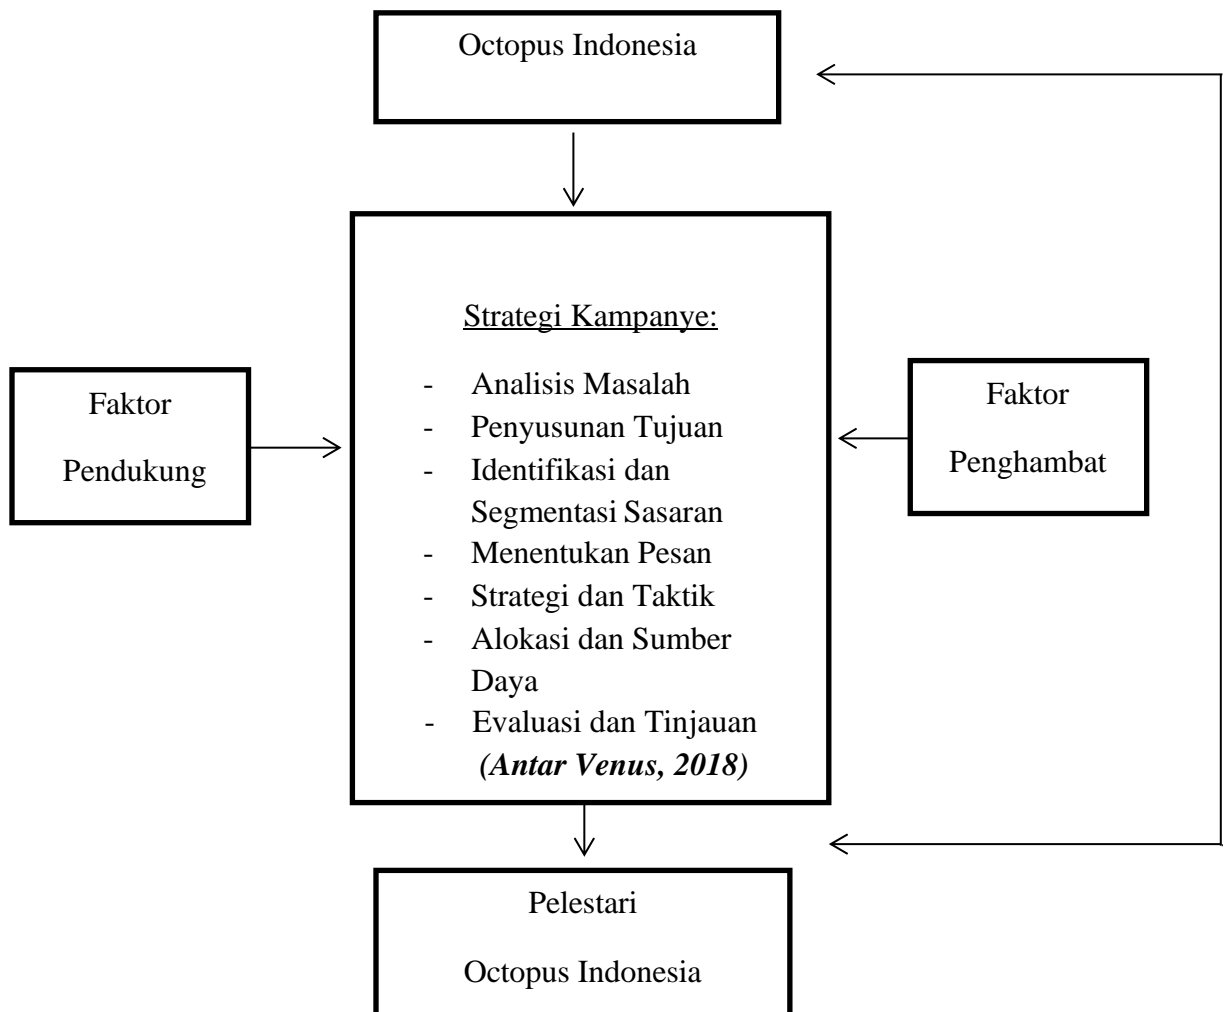 Octopus Indonesia
Strategi Kampanye:
- Analisis Masalah
- Penyusunan Tujuan
- Identifikasi dan
Segmentasi Sasaran
- Menentukan Pesan
- Strategi dan Taktik
- Alokasi dan Sumber
Daya
- Evaluasi dan Tinjauan
(Antar Venus, 2018)
Faktor
Pendukung
Faktor
Penghambat
Pelestari
Octopus Indonesia